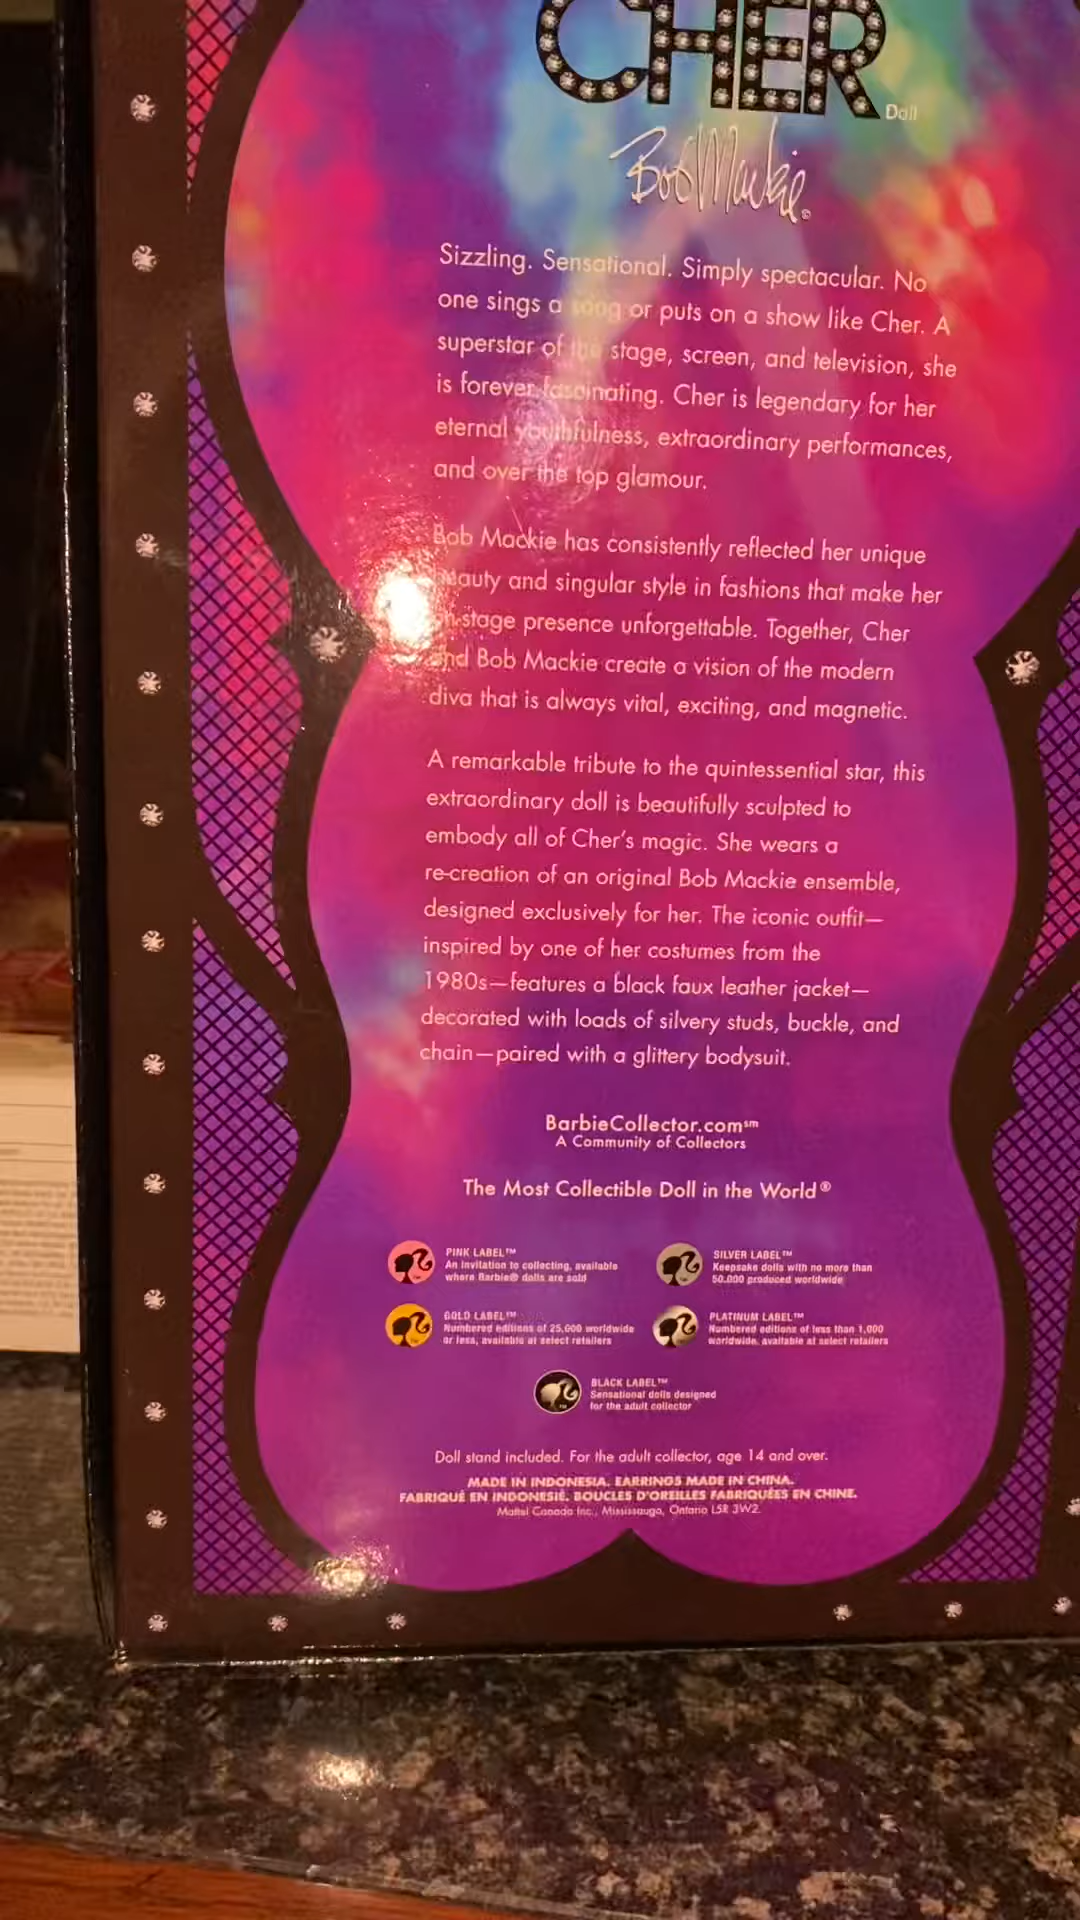 CHER
Doll
Bob Mackie®
Sizzling. Sensational. Simply spectacular. No
one sings a song or puts on a show like Cher. A
superstar of the stage, screen, and television, she
is forever fascinating. Cher is legendary for her
eternal youthfulness, extraordinary performances,
and over the top glamour.
Bob Mackie has consistently reflected her unique
beauty and singular style in fashions that make her
on-stage presence unforgettable. Together, Cher
and Bob Mackie create a vision of the modern
diva that is always vital, exciting, and magnetic.
A remarkable tribute to the quintessential star, this
extraordinary doll is beautifully sculpted to
embody all of Cher's magic. She wears a
re-creation of an original Bob Mackie ensemble,
designed exclusively for her. The iconic outfit—
inspired by one of her costumes from the
1980s—features a black faux leather jacket—
decorated with loads of silvery studs, buckle, and
chain—paired with a glittery bodysuit.
BarbieCollector.com℠
A Community of Collectors
The Most Collectible Doll in the World®
PINK LABEL™
An invitation to collecting, available
where Barbie® dolls are sold
SILVER LABEL™
Keepsake dolls with no more than
50,000 produced worldwide
GOLD LABEL™
Numbered editions of 25,000 worldwide
or less, available at select retailers
PLATINUM LABEL™
Numbered editions of less than 1,000
worldwide, available at select retailers
BLACK LABEL™
Sensational dolls designed
for the adult collector
Doll stand included. For the adult collector, age 14 and over.
MADE IN INDONESIA. EARRINGS MADE IN CHINA.
FABRIQUÉ EN INDONESIE. BOUCLES D'OREILLES FABRIQUÉES EN CHINE.
Mattel Canada Inc., Mississauga, Ontario L5R 3W2.